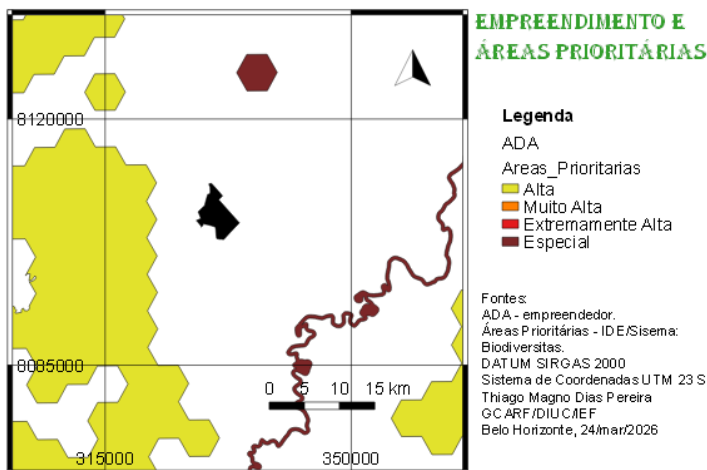 EMPREENDIMENTO E
ÁREAS PRIORITÁRIAS
8120000
8085000
315000
350000
0 5 10 15 km
Legenda
ADA
Areas_Prioritarias
Alta
Muito Alta
Extremamente Alta
Especial
Fontes:
ADA - empreendedor.
Áreas Prioritárias - IDE/Sisema:
Biodiversitas.
DATUM SIRGAS 2000
Sistema de Coordenadas UTM 23 S
Thiago Magno Dias Pereira
GCARF/DIUC/IEF
Belo Horizonte, 24/mar/2026